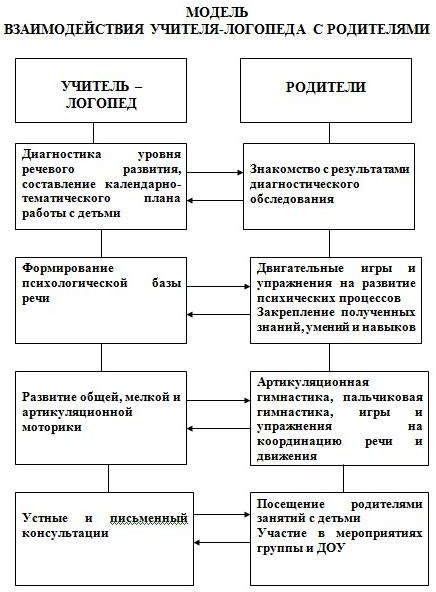 МОДЕЛЬ
ВЗАИМОДЕЙСТВИЯ УЧИТЕЛЯ-ЛОГОПЕДА С РОДИТЕЛЯМИ
УЧИТЕЛЬ –
ЛОГОПЕД
РОДИТЕЛИ
Диагностика уровня
речевого развития,
составление календарно-
тематического плана
работы с детьми
Знакомство с результатами
диагностического
обследования
Формирование
психологической базы
речи
Двигательные игры и
упражнения на развитие
психических процессов
Закрепление полученных
знаний, умений и навыков
Развитие общей, мелкой и
артикуляционной
моторики
Артикуляционная
гимнастика, пальчиковая
гимнастика, игры и
упражнения на
координацию речи и
движения
Устные и письменный
консультации
Посещение родителями
занятий с детьми
Участие в мероприятиях
группы и ДОУ